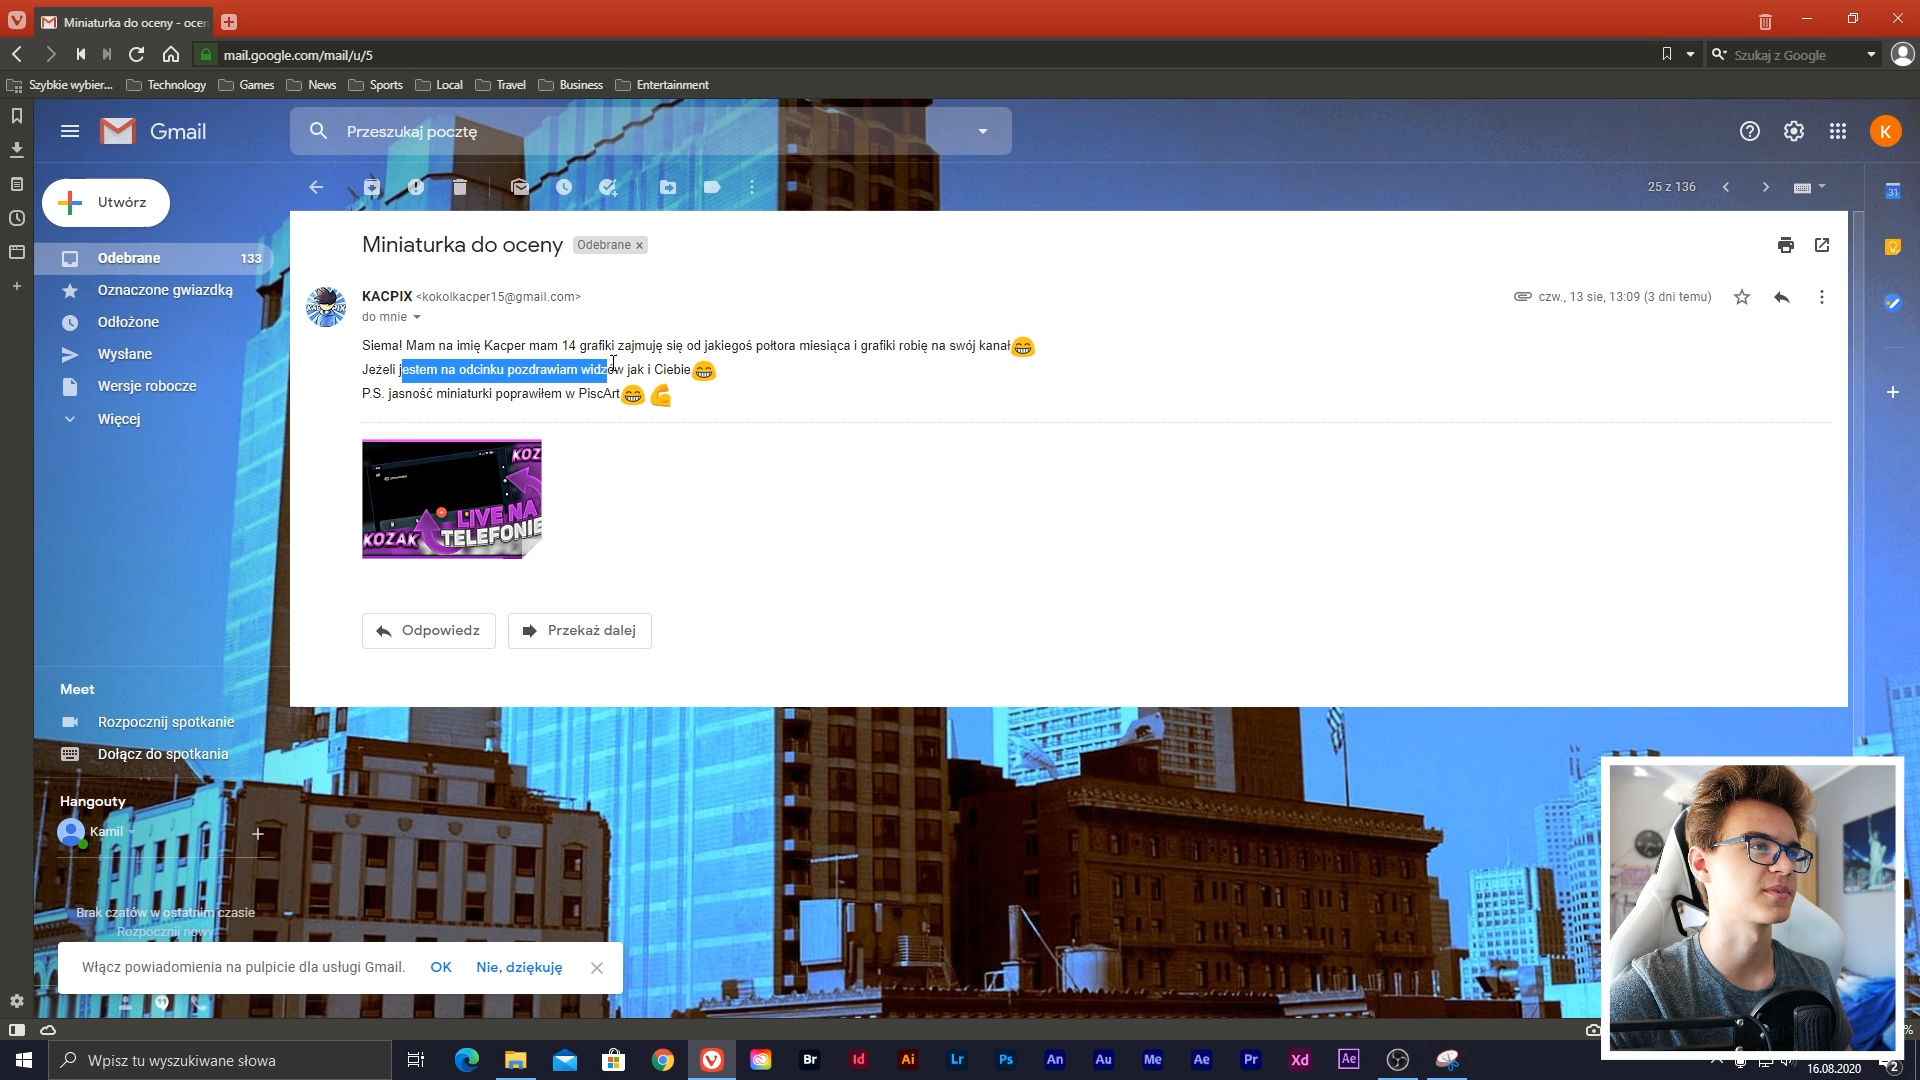 Miniaturka do oceny - ocen
mail.google.com/mail/u/5
Szukaj z Google
Szybkie wybier...
Technology
Games
News
Sports
Local
Travel
Business
Entertainment
Gmail
Przeszukaj pocztę
K
Utwórz
25 z 136
31
Odebrane 133
Oznaczone gwiazdką
Odłożone
Wysłane
Wersje robocze
Więcej
Miniaturka do oceny Odebrane ×
KACPIX <kokolkacper15@gmail.com>
czw., 13 sie, 13:09 (3 dni temu)
do mnie
Siema! Mam na imię Kacper mam 14 grafiki zajmuję się od jakiegoś połtora miesiąca i grafiki robię na swój kanał😁
Jeżeli jestem na odcinku pozdrawiam widzów jak i Ciebie😁
P.S. jasność miniaturki poprawiłem w PiscArt😁💪
KOZ
LIVE NA
TELEFONIE
KOZAK
Odpowiedz
Przekaż dalej
Meet
Rozpocznij spotkanie
Dołącz do spotkania
Hangouty
Kamil
Brak czatów w ostatnim czasie
Rozpocznij nowy
Włącz powiadomienia na pulpicie dla usługi Gmail. OK Nie, dziękuję
%
Wpisz tu wyszukiwane słowa
Br
Id
Ai
Lr
Ps
An
Au
Me
Ae
Pr
Xd
Ae
16.08.2020
2